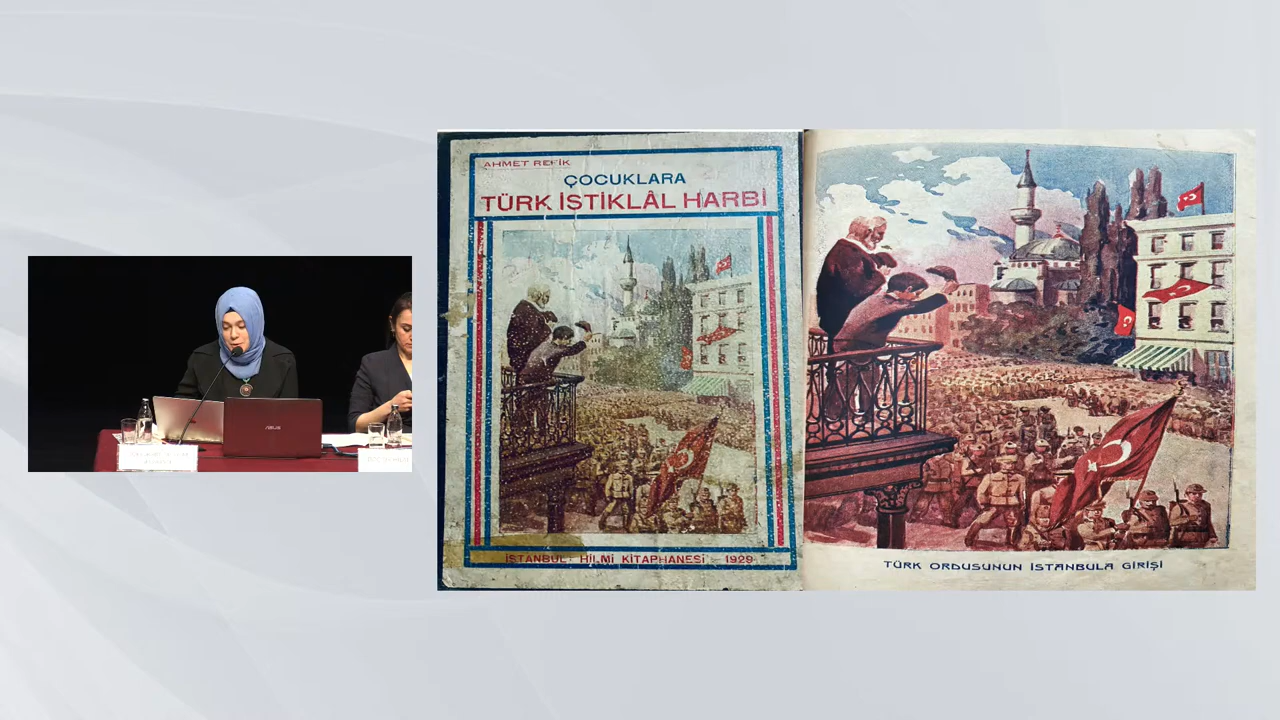 AHMET REFİK
ÇOCUKLARA
TÜRK İSTİKLÂL HARBİ
İSTANBUL - HİLMİ KİTAPHANESİ - 1929
TÜRK ORDUSUNUN İSTANBULA GİRİŞİ
ASUS